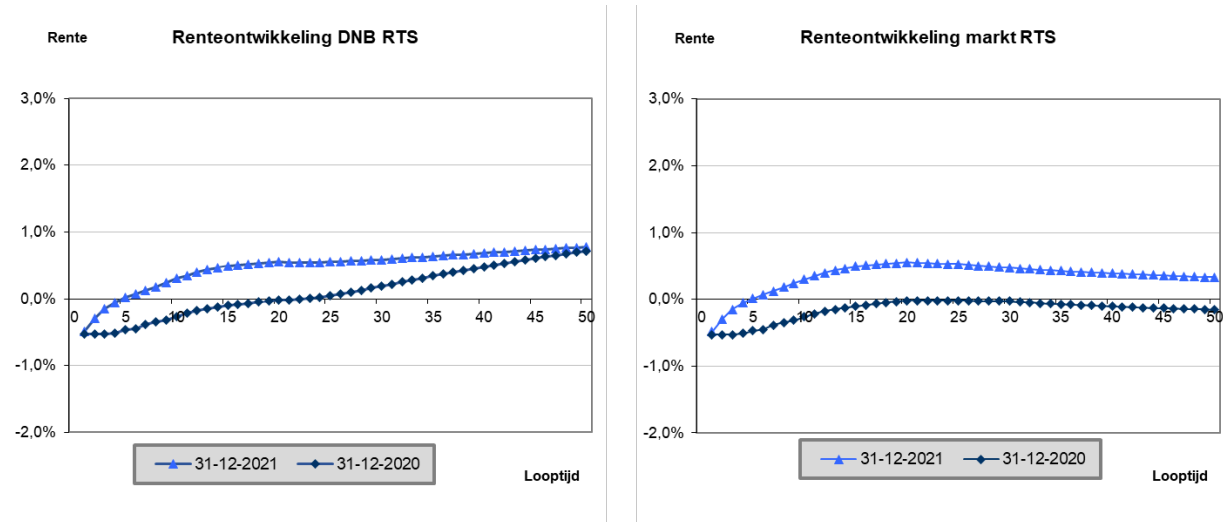 Rente
Renteontwikkeling DNB RTS
3,0%
2,0%
1,0%
0,0%
0 5 10 15 20 25 30 35 40 45 50
-1,0%
-2,0%
31-12-2021 31-12-2020
Looptijd
Rente
Renteontwikkeling markt RTS
3,0%
2,0%
1,0%
0,0%
0 5 10 15 20 25 30 35 40 45 50
-1,0%
-2,0%
31-12-2021 31-12-2020
Looptijd